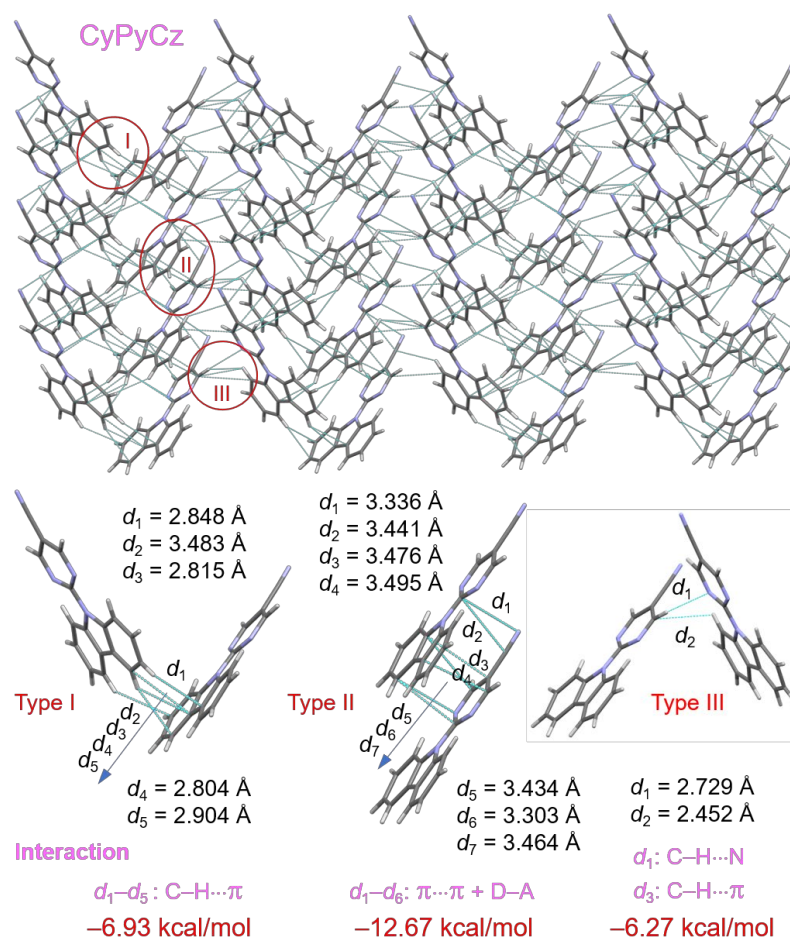 CyPyCz
I
II
III
d1 = 2.848 Å
d2 = 3.483 Å
d3 = 2.815 Å
d1 = 3.336 Å
d2 = 3.441 Å
d3 = 3.476 Å
d4 = 3.495 Å
d1
d2
d3
d4
d5
Type I
d1
d2
d3
d4
d5
d6
d7
Type II
d1
d2
Type III
d4 = 2.804 Å
d5 = 2.904 Å
d5 = 3.434 Å
d6 = 3.303 Å
d7 = 3.464 Å
d1 = 2.729 Å
d2 = 2.452 Å
Interaction
d1–d5 : C–H···π
–6.93 kcal/mol
d1–d6: π···π + D–A
–12.67 kcal/mol
d1: C–H···N
d3: C–H···π
–6.27 kcal/mol